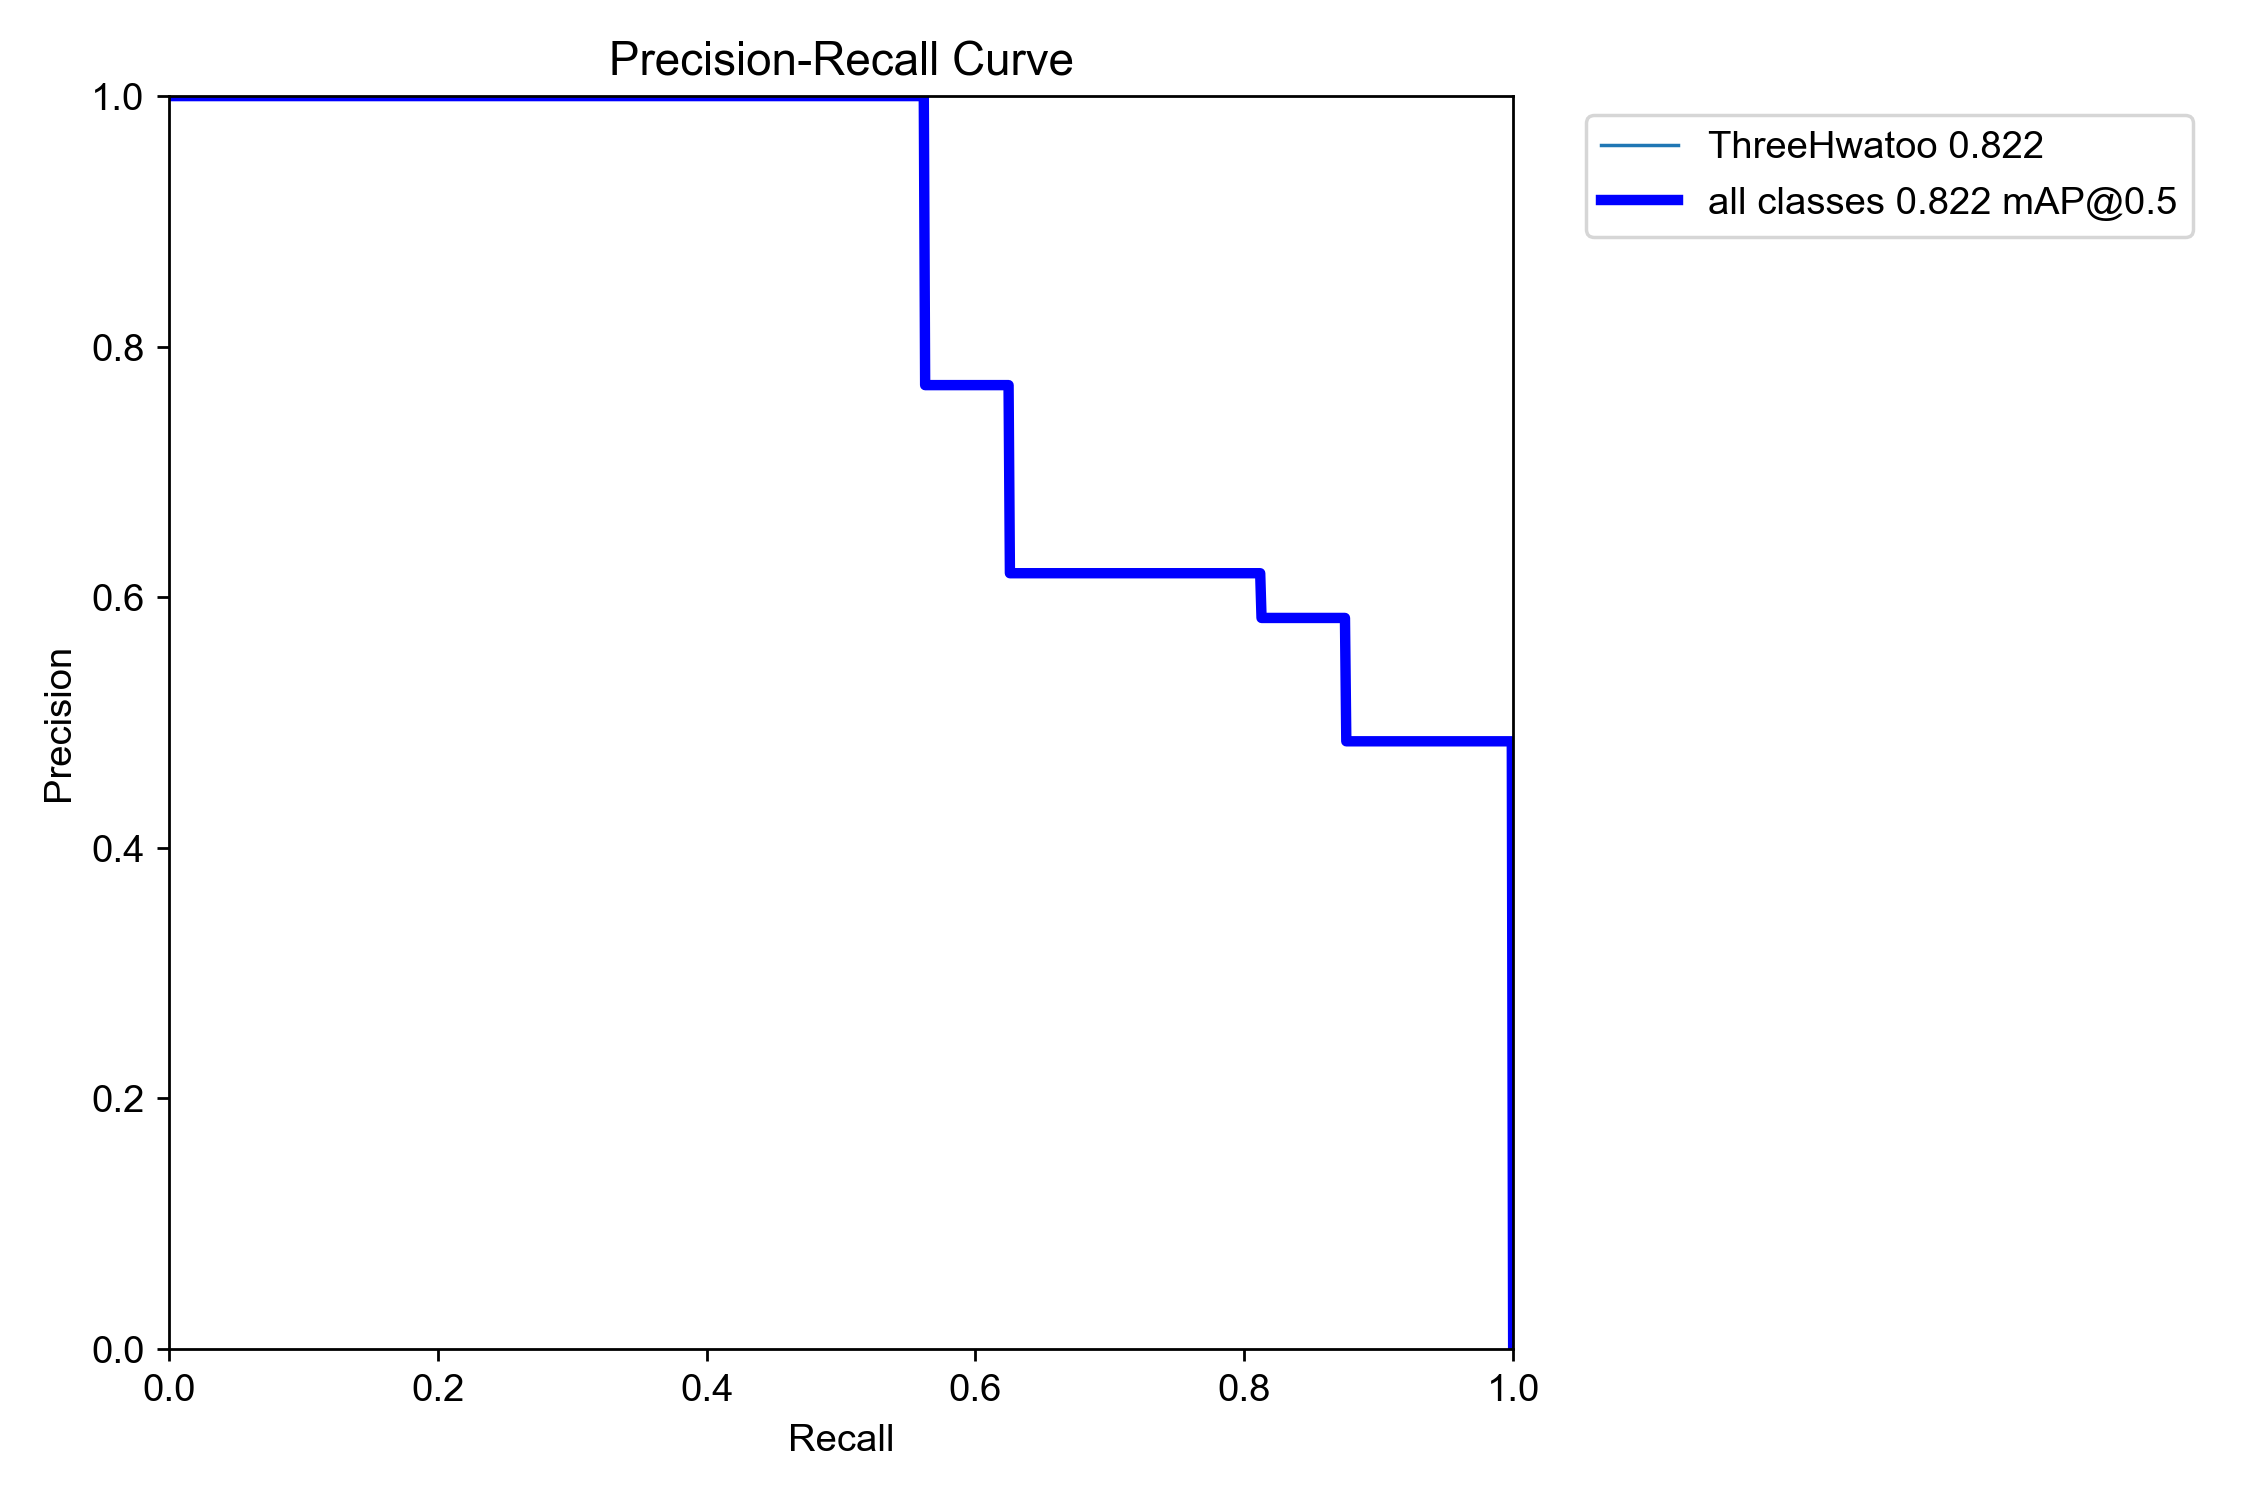 Precision-Recall Curve
ThreeHwatoo 0.822
all classes 0.822 mAP@0.5
1.0
0.8
0.6
0.4
0.2
0.0
Precision
0.0 0.2 0.4 0.6 0.8 1.0
Recall